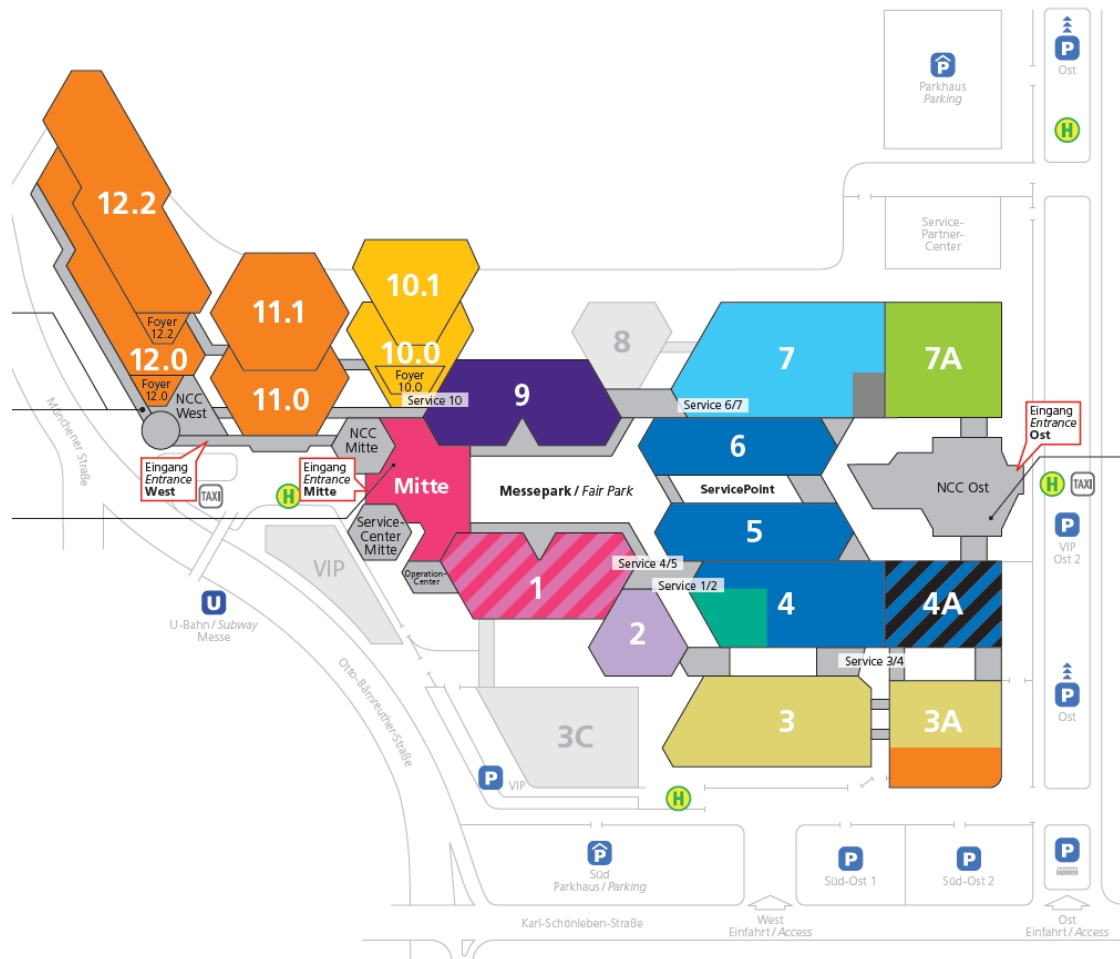 P
Ost
P
Parkhaus
Parking
H
12.2
Service-
Partner-
Center
10.1
11.1
Foyer
12.2
8
7
7A
10.0
12.0
Foyer
10.0
Foyer
12.0
NCC
West
11.0
9
Service 10
Service 6/7
Münchener Straße
Eingang
Entrance
Ost
NCC
Mitte
6
Eingang
Entrance
West
Eingang
Entrance
Mitte
Mitte
Messepark / Fair Park
ServicePoint
NCC Ost
TAXI
H
H
TAXI
Service-
Center
Mitte
5
P
VIP
Ost 2
VIP
Operation-
Center
Service 4/5
Service 1/2
1
4
4A
U
U-Bahn / Subway
Messe
2
Service 3/4
Otto-Bärnreuther-Straße
3C
3
3A
P
Ost
P
VIP
H
P
Süd
Parkhaus / Parking
P
Süd-Ost 1
P
Süd-Ost 2
P
Karl-Schönleben-Straße
West
Einfahrt / Access
Ost
Einfahrt / Access